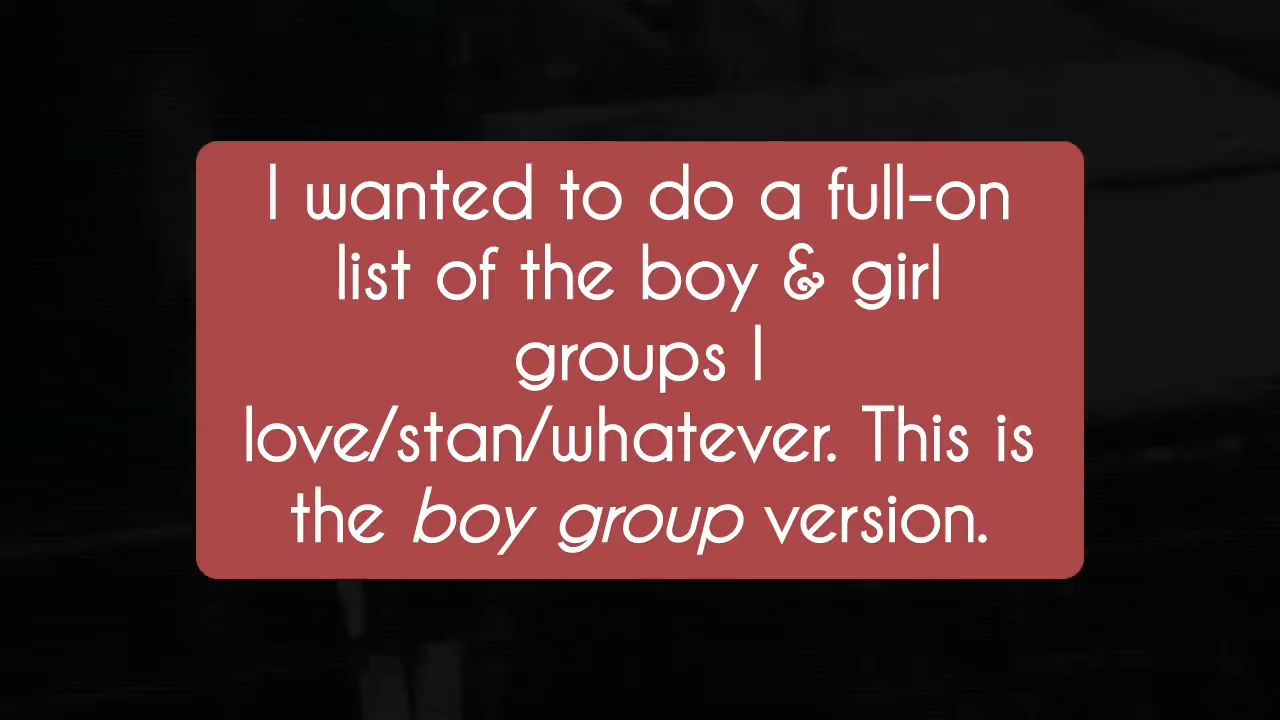 I wanted to do a full-on
list of the boy & girl
groups I
love/stan/whatever. This is
the boy group version.